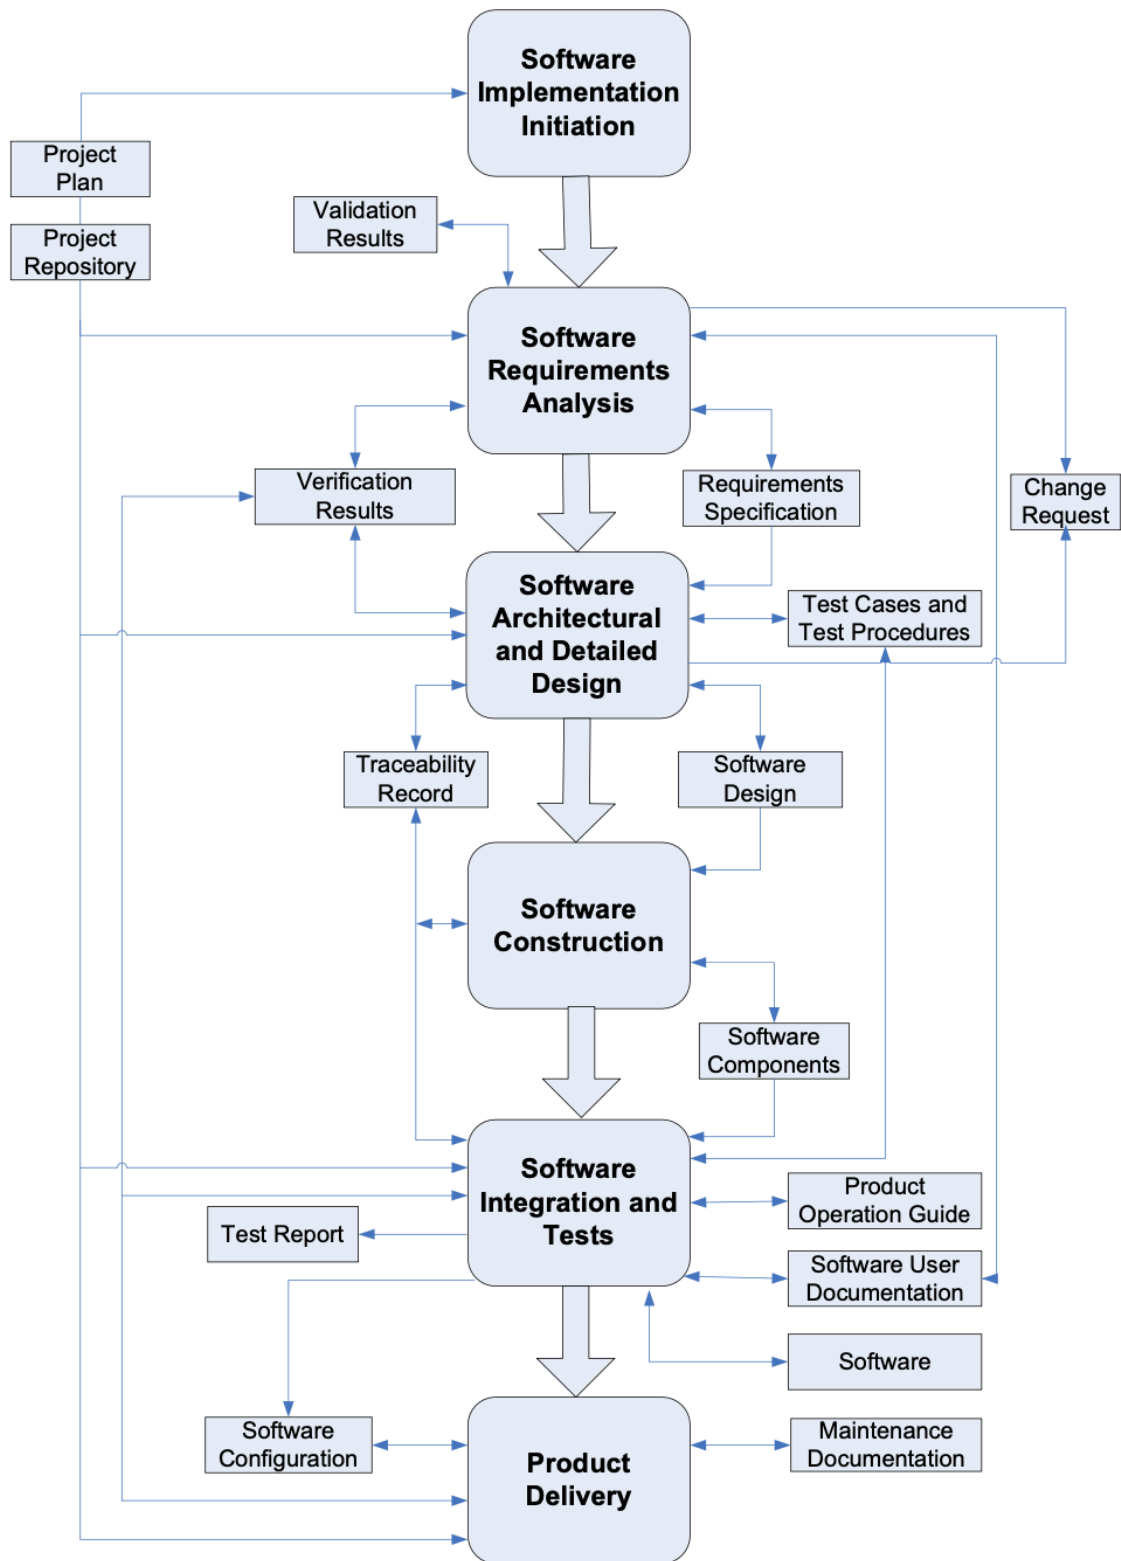 Software
Implementation
Initiation
Project
Plan
Validation
Results
Project
Repository
Software
Requirements
Analysis
Verification
Results
Requirements
Specification
Change
Request
Software
Architectural
and Detailed
Design
Test Cases and
Test Procedures
Traceability
Record
Software
Design
Software
Construction
Software
Components
Software
Integration and
Tests
Product
Operation Guide
Test Report
Software User
Documentation
Software
Software
Configuration
Product
Delivery
Maintenance
Documentation